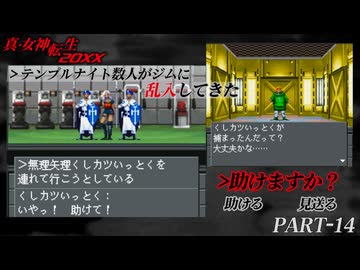 真・女神転生
20XX
>テンプルナイト数人がジムに
乱入してきた
>無理矢理くしカツいっとくを
連れて行こうとしている
くしカツいっとく：
いやっ！ 助けて！
くしカツいっとくが
捕まったんだって？
大丈夫かな……
>助けますか？
助ける 見送る
PART-14